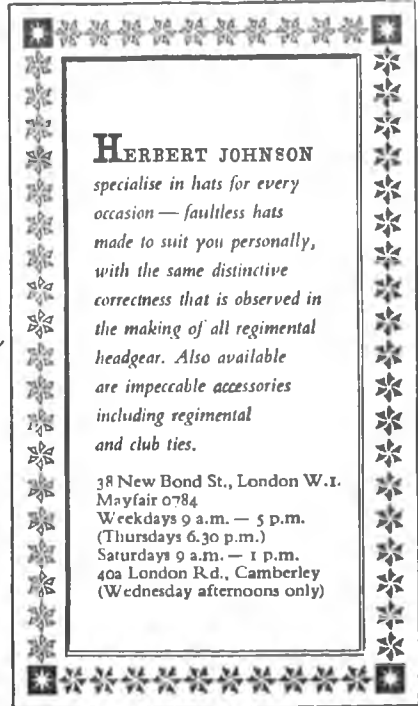 HERBERT JOHNSON
specialise in hats for every
occasion — faultless hats
made to suit you personally,
with the same distinctive
correctness that is observed in
the making of all regimental
headgear. Also available
are impeccable accessories
including regimental
and club ties.
38 New Bond St., London W.1.
Mayfair 0784
Weekdays 9 a.m. — 5 p.m.
(Thursdays 6.30 p.m.)
Saturdays 9 a.m. — 1 p.m.
40a London Rd., Camberley
(Wednesday afternoons only)